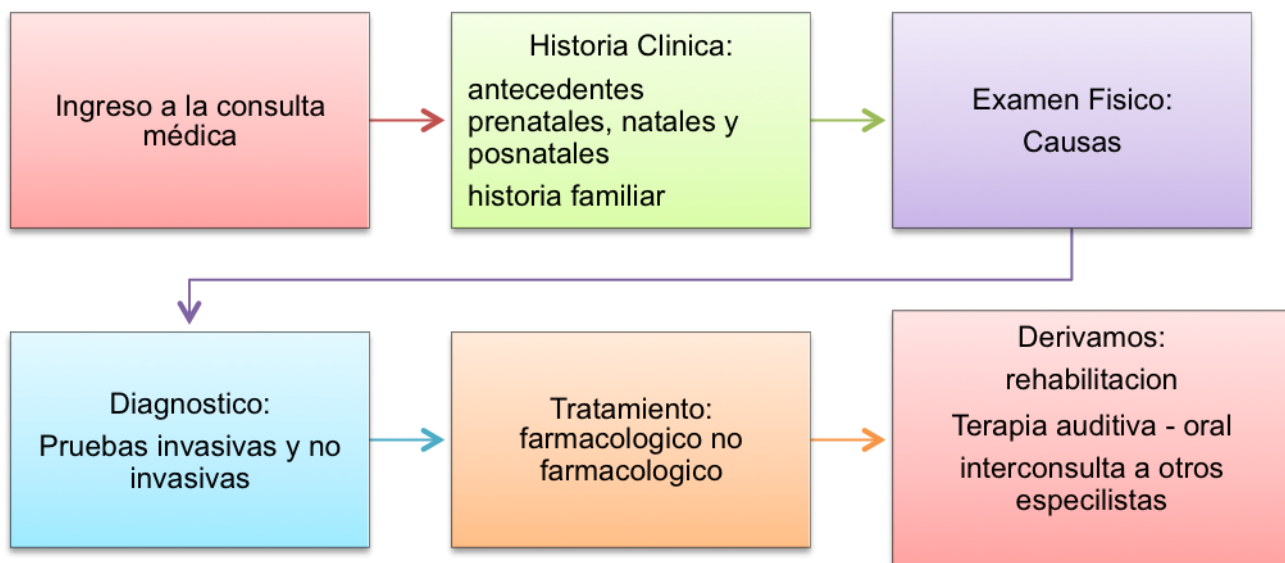 Ingreso a la consulta
médica
Historia Clinica:
antecedentes
prenatales, natales y
posnatales
historia familiar
Examen Fisico:
Causas
Diagnostico:
Pruebas invasivas y no
invasivas
Tratamiento:
farmacologico no
farmacologico
Derivamos:
rehabilitacion
Terapia auditiva - oral
interconsulta a otros
especilistas